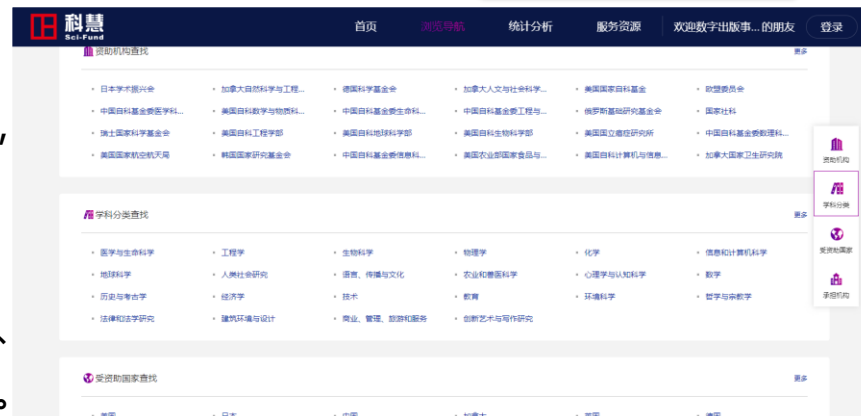 科慧
Sci-Fund
首页 浏览导航 统计分析 服务资源 欢迎数字出版事... 的朋友 登录
资助机构查找 更多
日本学术振兴会 加拿大自然科学与工程... 德国科学基金会 加拿大人文与社会科学... 美国国家自科基金 欧盟委员会
中国自科基金委医学科... 美国自科数学与物质科... 中国自科基金委生命科... 中国自科基金委工程与... 俄罗斯基础研究基金会 国家社科
瑞士国家科学基金会 美国自科工程学部 美国自科地球科学部 美国自科生物科学部 美国国立癌症研究所 中国自科基金委数理科...
美国国家航空航天局 韩国国家研究基金会 中国自科基金委信息科... 美国农业部国家食品与... 美国自科计算机与信息... 加拿大国家卫生研究院
资助机构
学科分类
受资助国家
承担机构
学科分类查找 更多
医学与生命科学 工程学 生物科学 物理学 化学 信息和计算机科学
地球科学 人类社会研究 语言、传播与文化 农业和兽医科学 心理学与认知科学 数学
历史与考古学 经济学 技术 教育 环境科学 哲学与宗教学
法律和法学研究 建筑环境与设计 商业、管理、旅游和服务 创新艺术与写作研究
受资助国家查找 更多
美国 日本 中国 加拿大 英国 德国